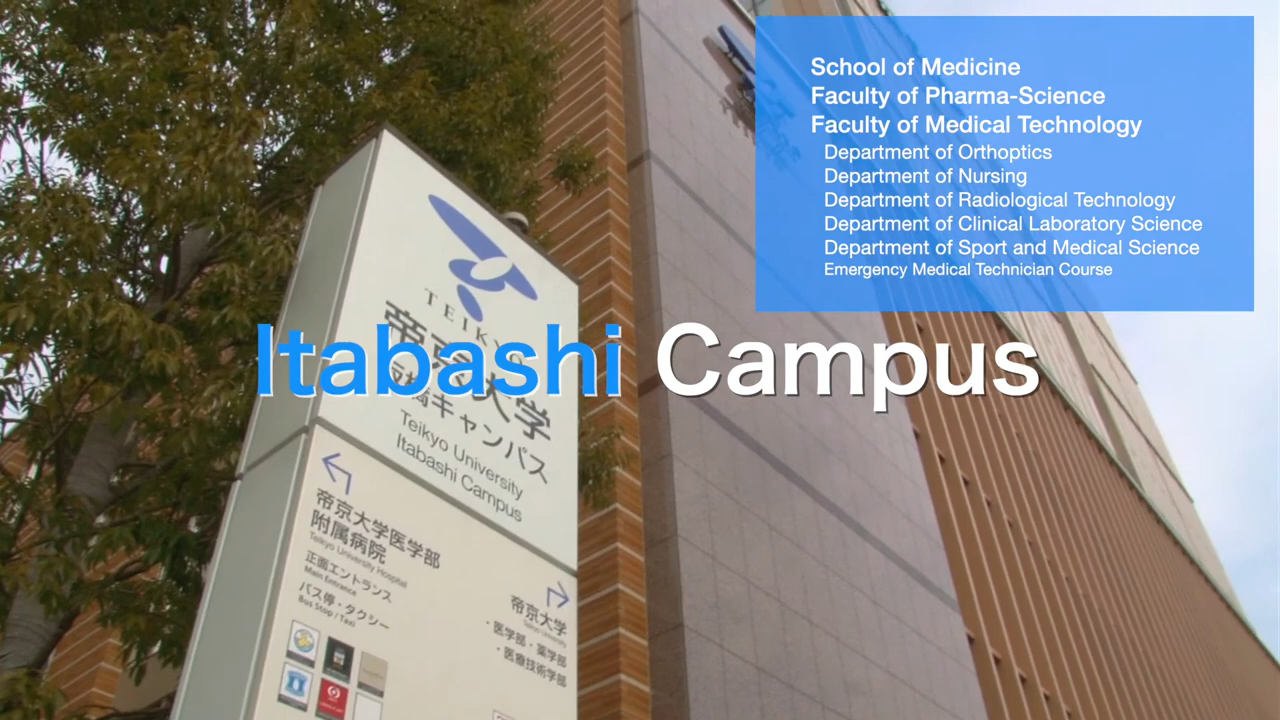 School of Medicine
Faculty of Pharma-Science
Faculty of Medical Technology
Department of Orthoptics
Department of Nursing
Department of Radiological Technology
Department of Clinical Laboratory Science
Department of Sport and Medical Science
Emergency Medical Technician Course
Itabashi Campus
TEIKYO
帝京大学
板橋キャンパス
Teikyo University
Itabashi Campus
帝京大学医学部
附属病院
Teikyo University Hospital
正面エントランス
Main Entrance
バス停・タクシー
Bus Stop / Taxi
帝京大学
Teikyo University
・医学部・薬学部
・医療技術学部